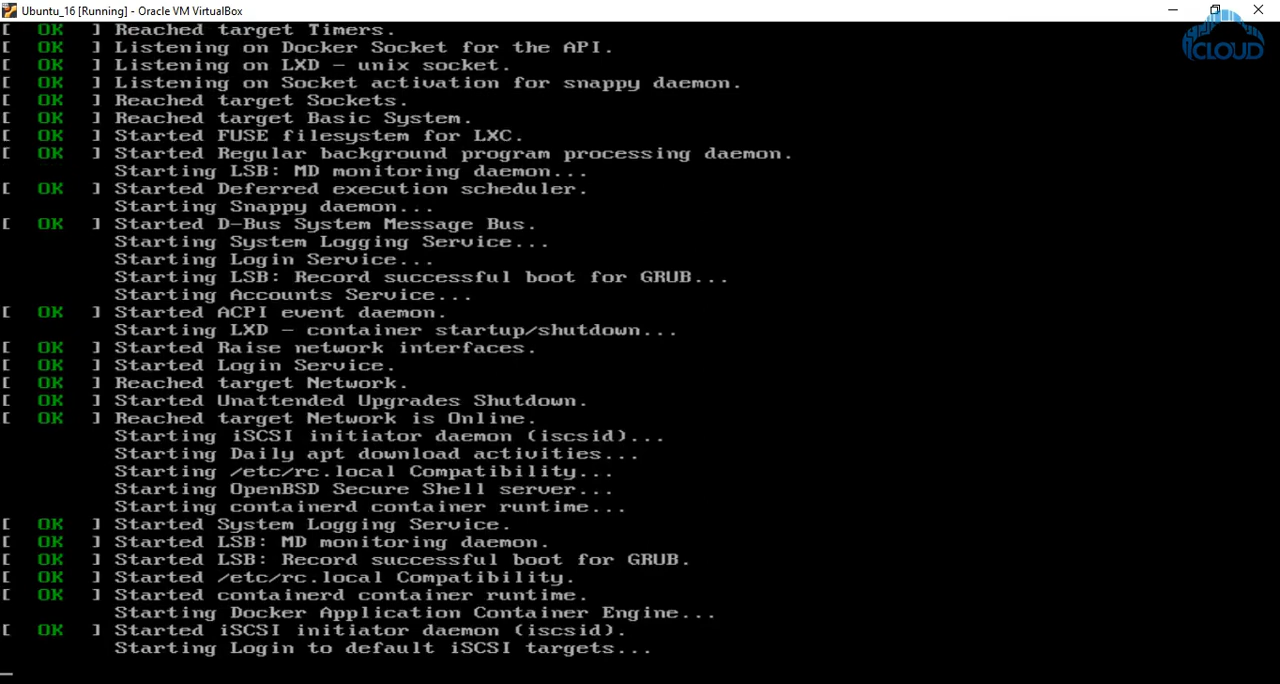 Ubuntu_16 [Running] - Oracle VM VirtualBox
iCLOUD
[ OK ] Reached target Timers.
[ OK ] Listening on Docker Socket for the API.
[ OK ] Listening on LXD - unix socket.
[ OK ] Listening on Socket activation for snappy daemon.
[ OK ] Reached target Sockets.
[ OK ] Reached target Basic System.
[ OK ] Started FUSE filesystem for LXC.
[ OK ] Started Regular background program processing daemon.
Starting LSB: MD monitoring daemon...
[ OK ] Started Deferred execution scheduler.
Starting Snappy daemon...
[ OK ] Started D-Bus System Message Bus.
Starting System Logging Service...
Starting Login Service...
Starting LSB: Record successful boot for GRUB...
Starting Accounts Service...
[ OK ] Started ACPI event daemon.
Starting LXD - container startup/shutdown...
[ OK ] Started Raise network interfaces.
[ OK ] Started Login Service.
[ OK ] Reached target Network.
[ OK ] Started Unattended Upgrades Shutdown.
[ OK ] Reached target Network is Online.
Starting iSCSI initiator daemon (iscsid)...
Starting Daily apt download activities...
Starting /etc/rc.local Compatibility...
Starting OpenBSD Secure Shell server...
Starting containerd container runtime...
[ OK ] Started System Logging Service.
[ OK ] Started LSB: MD monitoring daemon.
[ OK ] Started LSB: Record successful boot for GRUB.
[ OK ] Started /etc/rc.local Compatibility.
[ OK ] Started containerd container runtime.
Starting Docker Application Container Engine...
[ OK ] Started iSCSI initiator daemon (iscsid).
Starting Login to default iSCSI targets...